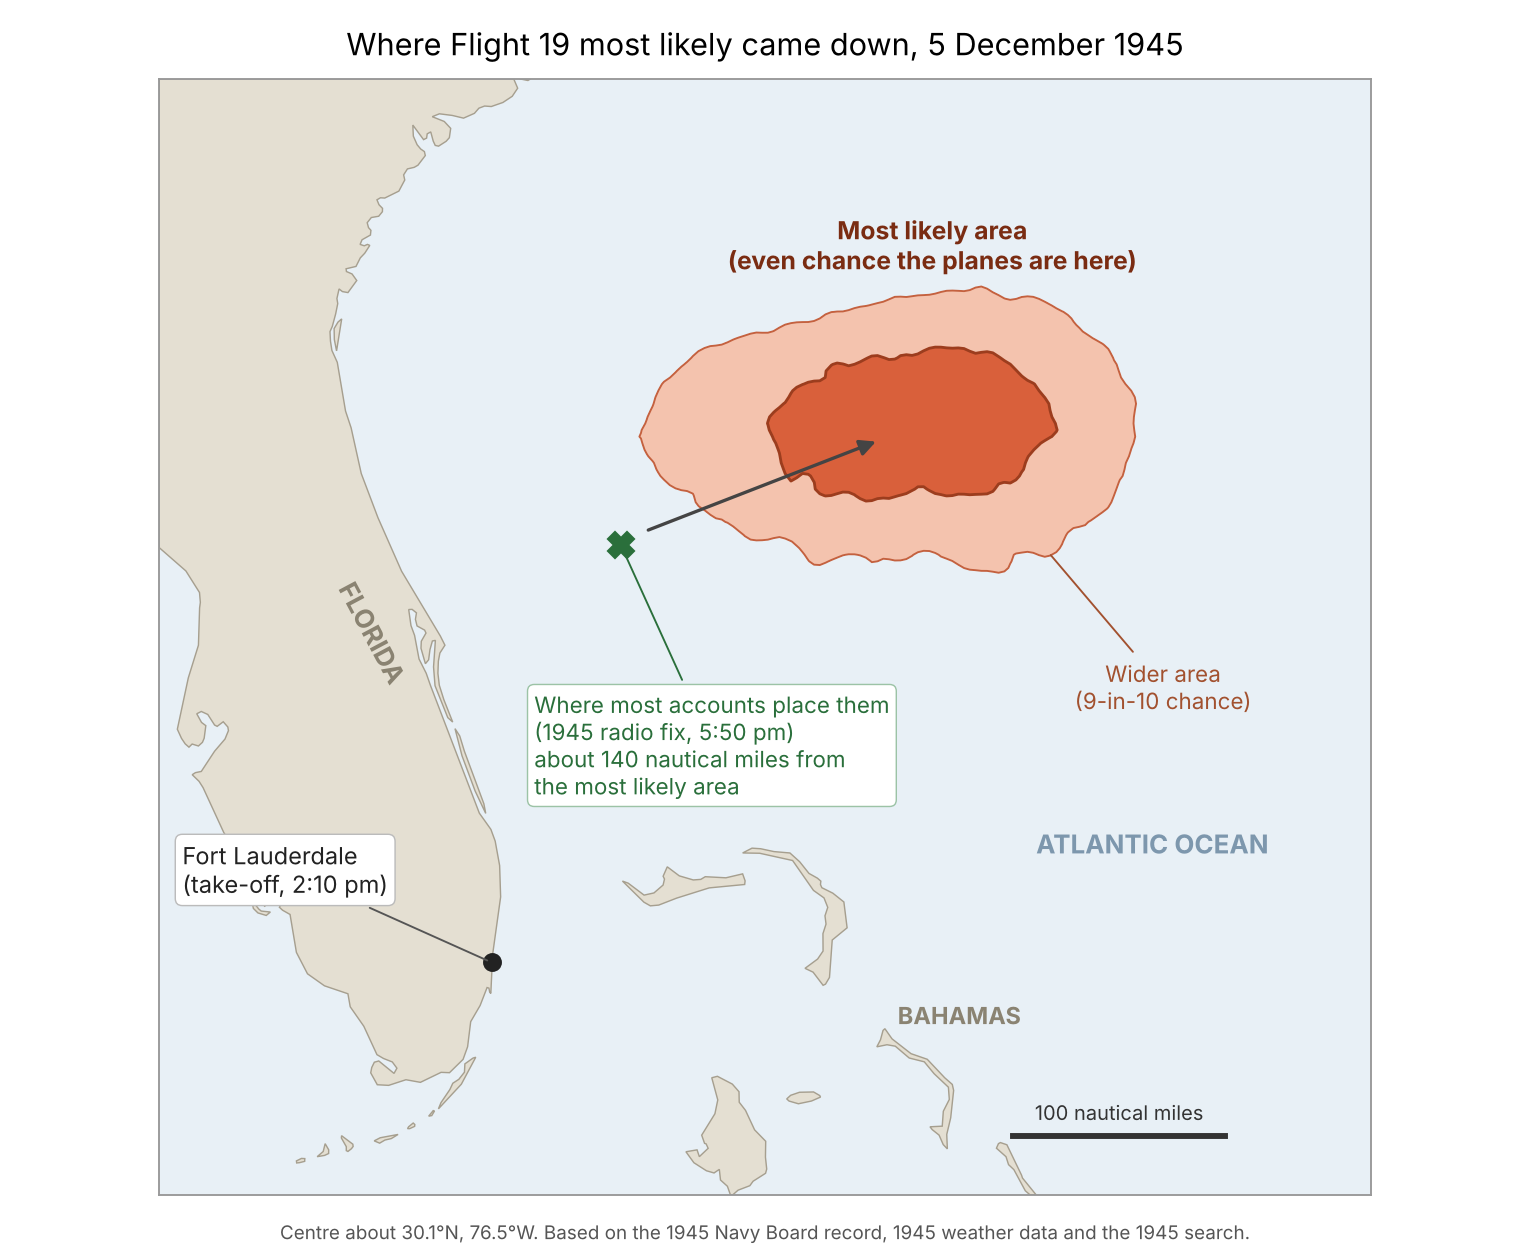 Where Flight 19 most likely came down, 5 December 1945
Most likely area
(even chance the planes are here)
FLORIDA
Wider area
(9-in-10 chance)
Where most accounts place them
(1945 radio fix, 5:50 pm)
about 140 nautical miles from
the most likely area
Fort Lauderdale
(take-off, 2:10 pm)
ATLANTIC OCEAN
BAHAMAS
100 nautical miles
Centre about 30.1°N, 76.5°W. Based on the 1945 Navy Board record, 1945 weather data and the 1945 search.